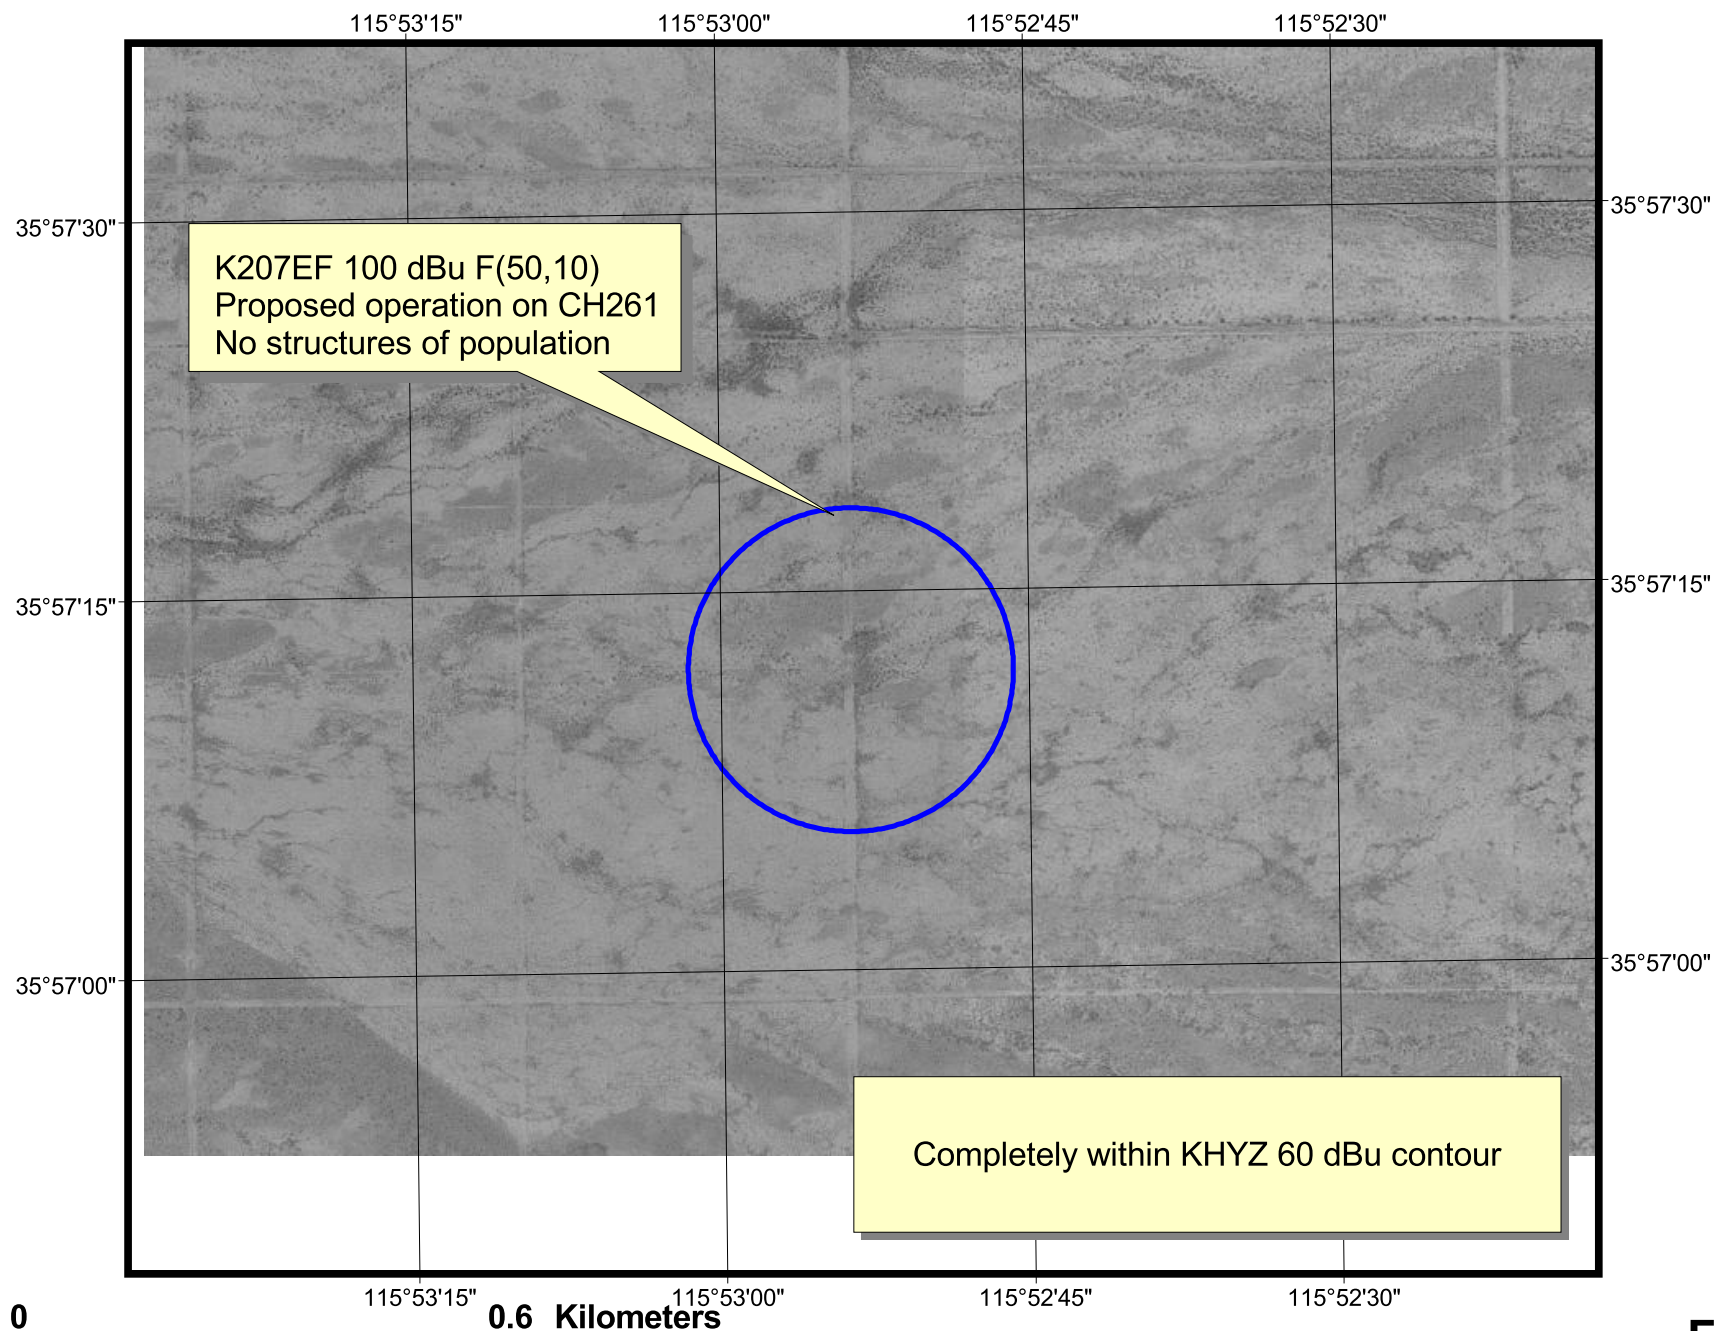 115°53'15" 115°53'00" 115°52'45" 115°52'30"
35°57'30" 35°57'30"
K207EF 100 dBu F(50,10)
Proposed operation on CH261
No structures of population
35°57'15" 35°57'15"
35°57'00" 35°57'00"
Completely within KHYZ 60 dBu contour
115°53'15" 115°53'00" 115°52'45" 115°52'30"
0 0.6 Kilometers